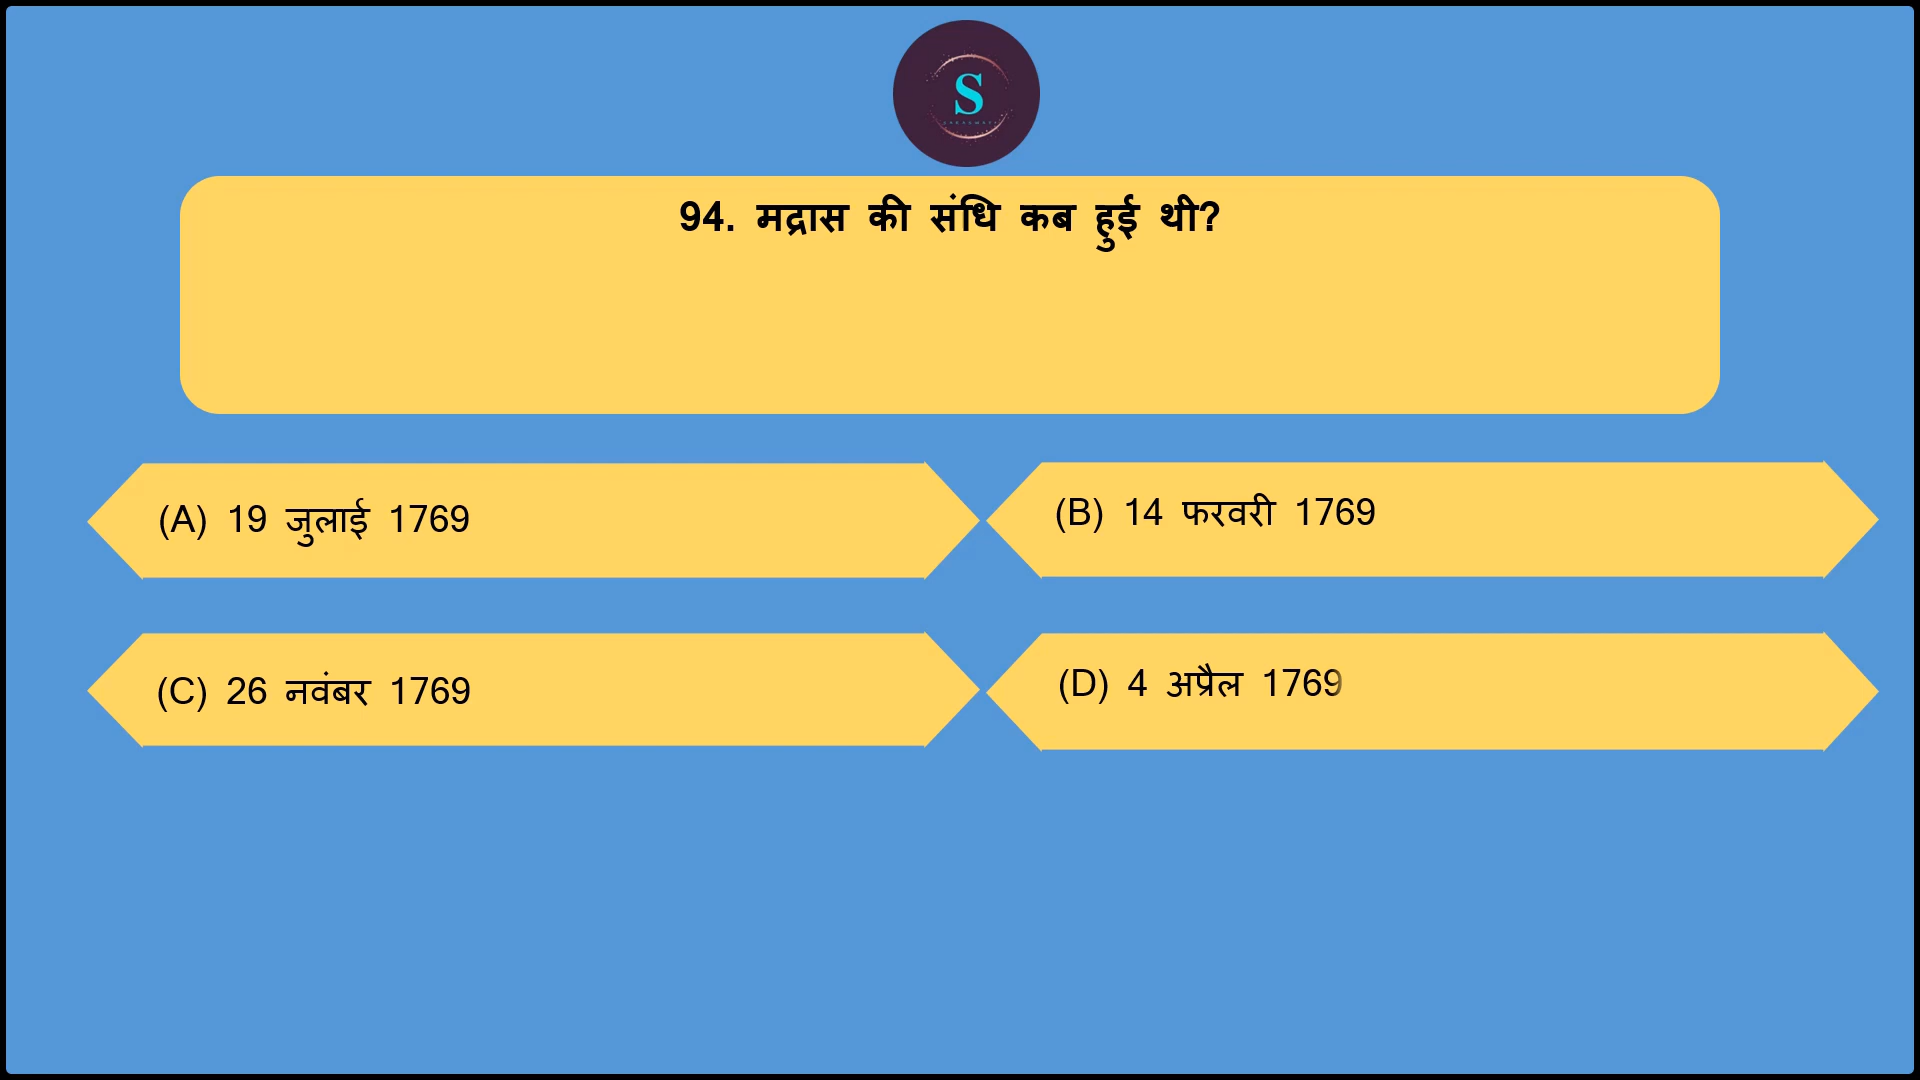 S
94. मद्रास की संधि कब हुई थी?
(A) 19 जुलाई 1769
(B) 14 फरवरी 1769
(C) 26 नवंबर 1769
(D) 4 अप्रैल 1769